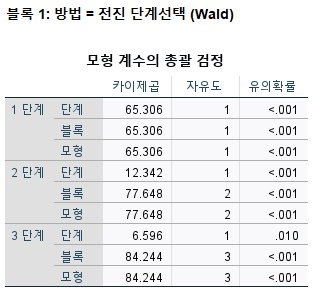 블록 1: 방법 = 전진 단계선택 (Wald)
모형 계수의 총괄 검정
카이제곱 자유도 유의확률
1 단계 단계 65.306 1 <.001
블록 65.306 1 <.001
모형 65.306 1 <.001
2 단계 단계 12.342 1 <.001
블록 77.648 2 <.001
모형 77.648 2 <.001
3 단계 단계 6.596 1 .010
블록 84.244 3 <.001
모형 84.244 3 <.001